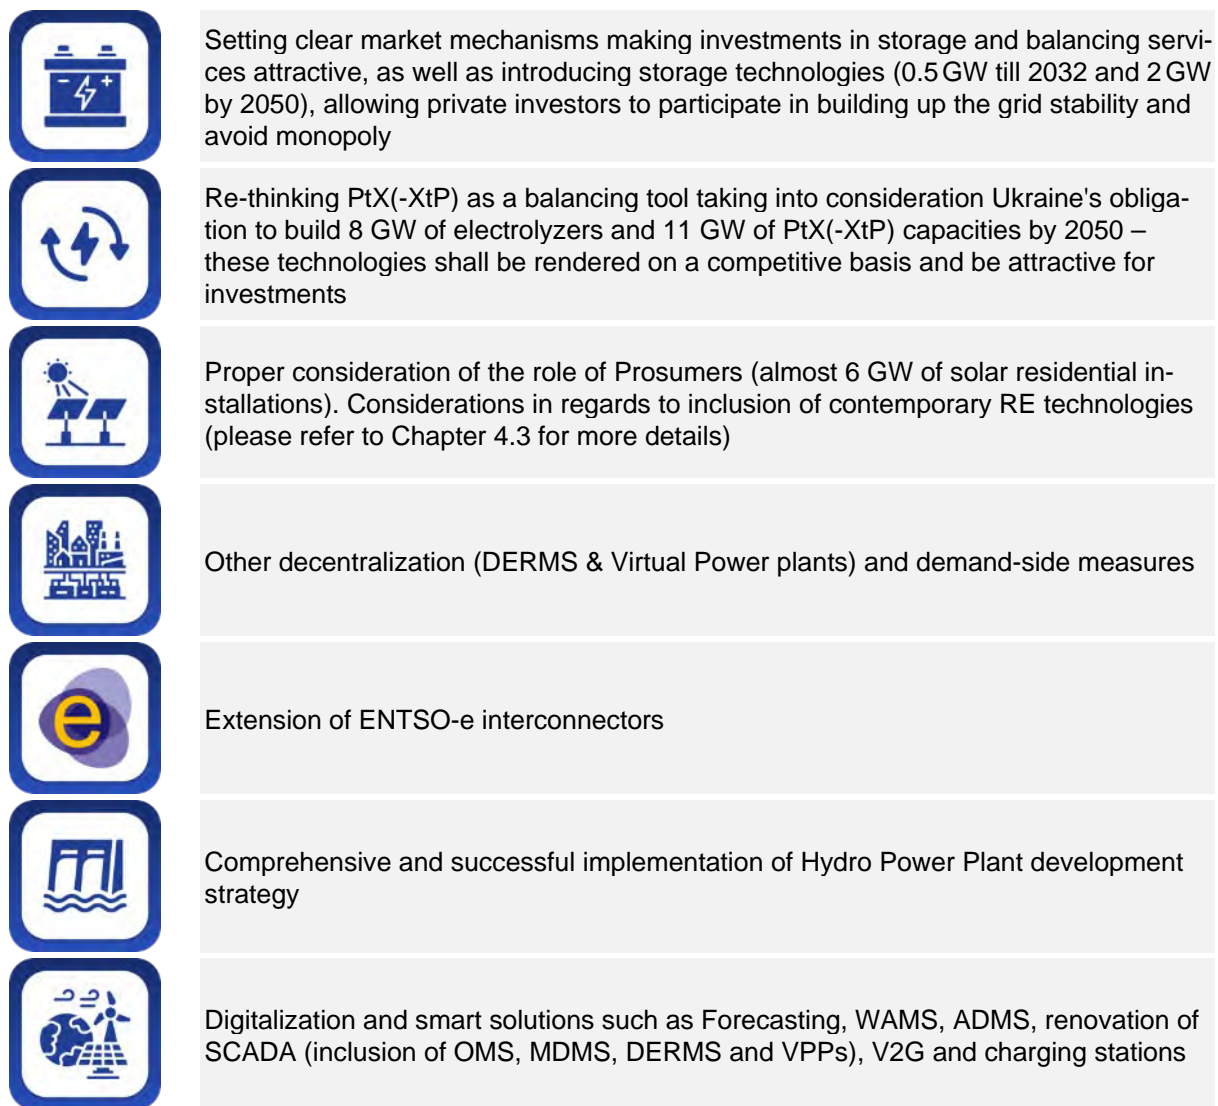 Setting clear market mechanisms making investments in storage and balancing servi-
ces attractive, as well as introducing storage technologies (0.5 GW till 2032 and 2 GW
by 2050), allowing private investors to participate in building up the grid stability and
avoid monopoly
Re-thinking PtX(-XtP) as a balancing tool taking into consideration Ukraine's obliga-
tion to build 8 GW of electrolyzers and 11 GW of PtX(-XtP) capacities by 2050 –
these technologies shall be rendered on a competitive basis and be attractive for
investments
Proper consideration of the role of Prosumers (almost 6 GW of solar residential in-
stallations). Considerations in regards to inclusion of contemporary RE technologies
(please refer to Chapter 4.3 for more details)
Other decentralization (DERMS & Virtual Power plants) and demand-side measures
e
Extension of ENTSO-e interconnectors
Comprehensive and successful implementation of Hydro Power Plant development
strategy
Digitalization and smart solutions such as Forecasting, WAMS, ADMS, renovation of
SCADA (inclusion of OMS, MDMS, DERMS and VPPs), V2G and charging stations